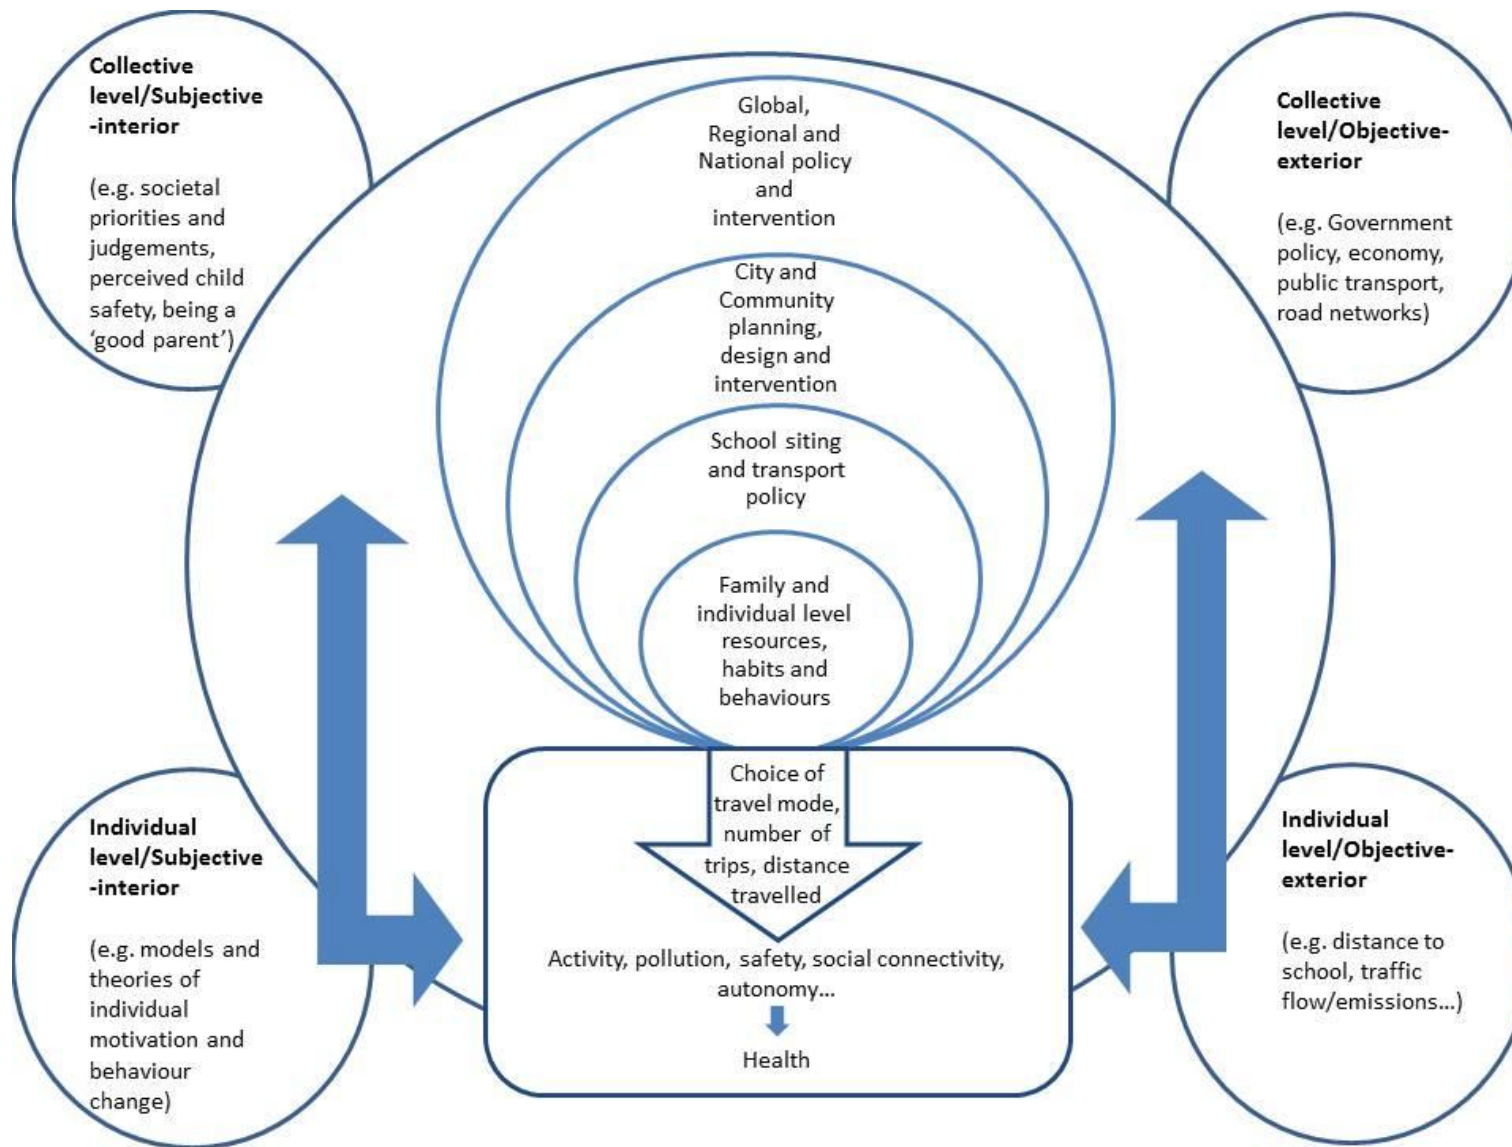 Collective
level/Subjective
-interior
(e.g. societal
priorities and
judgements,
perceived child
safety, being a
‘good parent’)
Global,
Regional and
National policy
and
intervention
City and
Community
planning,
design and
intervention
School siting
and transport
policy
Family and
individual level
resources,
habits and
behaviours
Collective
level/Objective-
exterior
(e.g. Government
policy, economy,
public transport,
road networks)
Individual
level/Subjective
-interior
(e.g. models and
theories of
individual
motivation and
behaviour
change)
Choice of
travel mode,
number of
trips, distance
travelled
Activity, pollution, safety, social connectivity,
autonomy…
Health
Individual
level/Objective-
exterior
(e.g. distance to
school, traffic
flow/emissions…)